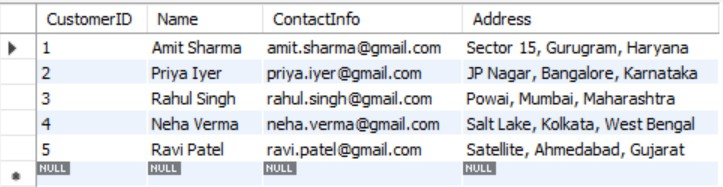 CustomerID Name ContactInfo Address
1 Amit Sharma amit.sharma@gmail.com Sector 15, Gurugram, Haryana
2 Priya Iyer priya.iyer@gmail.com JP Nagar, Bangalore, Karnataka
3 Rahul Singh rahul.singh@gmail.com Powai, Mumbai, Maharashtra
4 Neha Verma neha.verma@gmail.com Salt Lake, Kolkata, West Bengal
5 Ravi Patel ravi.patel@gmail.com Satellite, Ahmedabad, Gujarat
NULL NULL NULL NULL